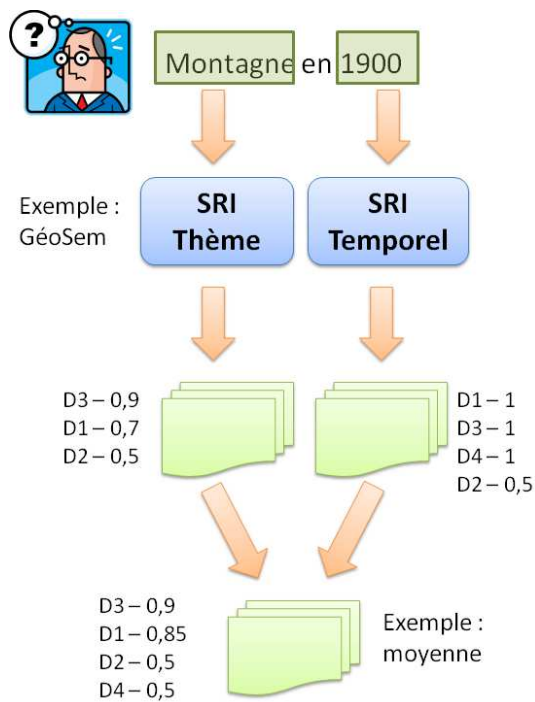 ?
Montagne en 1900
Exemple :
GéoSem
SRI
Thème
SRI
Temporel
D3 – 0,9
D1 – 0,7
D2 – 0,5
D1 – 1
D3 – 1
D4 – 1
D2 – 0,5
D3 – 0,9
D1 – 0,85
D2 – 0,5
D4 – 0,5
Exemple :
moyenne